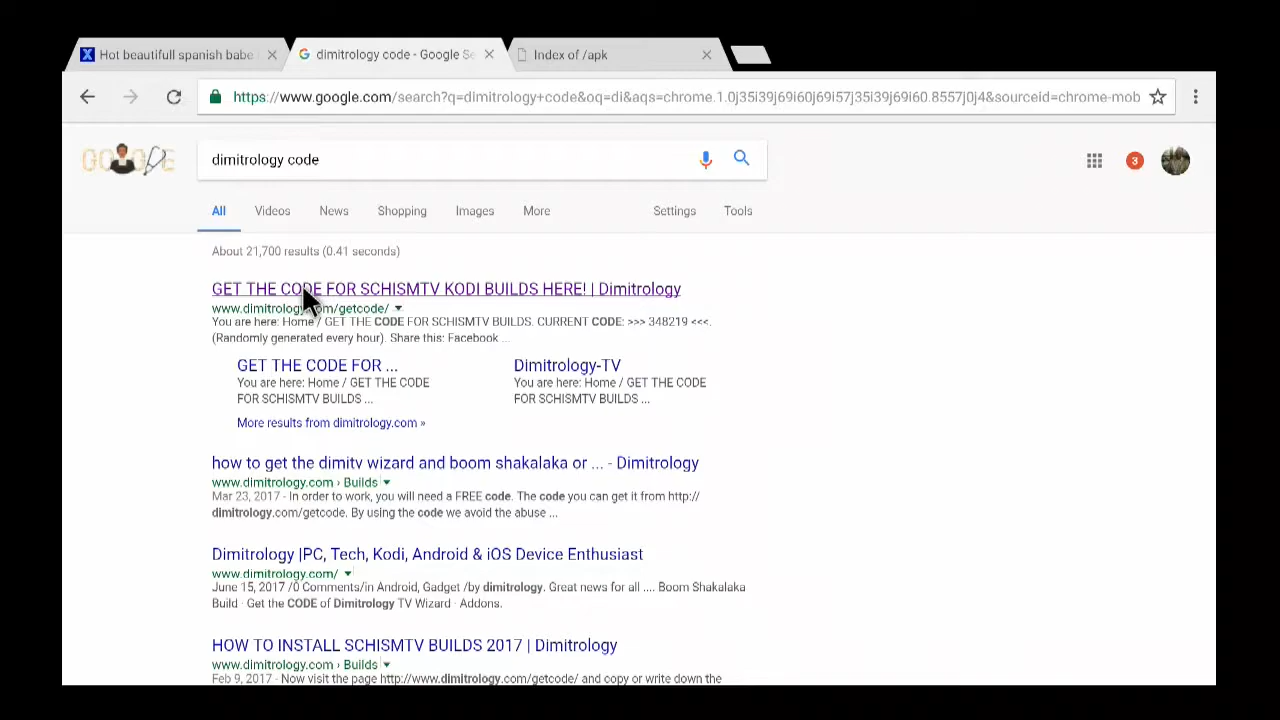 Hot beautifull spanish babe
dimitrology code - Google Se
Index of /apk
https://www.google.com/search?q=dimitrology+code&oq=di&aqs=chrome.1.0j35i39j69i60j69i57j35i39j69i60.8557j0j4&sourceid=chrome-mob
dimitrology code
3
All Videos News Shopping Images More Settings Tools
About 21,700 results (0.41 seconds)
GET THE CODE FOR SCHISMTV KODI BUILDS HERE! | Dimitrology
www.dimitrology.com/getcode/
You are here: Home / GET THE CODE FOR SCHISMTV BUILDS. CURRENT CODE: >>> 348219 <<<.
(Randomly generated every hour). Share this: Facebook ...
GET THE CODE FOR ...
You are here: Home / GET THE CODE
FOR SCHISMTV BUILDS ...
Dimitrology-TV
You are here: Home / GET THE CODE
FOR SCHISMTV BUILDS ...
More results from dimitrology.com »
how to get the dimitv wizard and boom shakalaka or ... - Dimitrology
www.dimitrology.com › Builds
Mar 23, 2017 - In order to work, you will need a FREE code. The code you can get it from http://
dimitrology.com/getcode. By using the code we avoid the abuse ...
Dimitrology |PC, Tech, Kodi, Android & iOS Device Enthusiast
www.dimitrology.com/
June 15, 2017 /0 Comments/in Android, Gadget /by dimitrology. Great news for all .... Boom Shakalaka
Build · Get the CODE of Dimitrology TV Wizard · Addons.
HOW TO INSTALL SCHISMTV BUILDS 2017 | Dimitrology
www.dimitrology.com › Builds
Feb 9, 2017 - Now visit the page http://www.dimitrology.com/getcode/ and copy or write down the